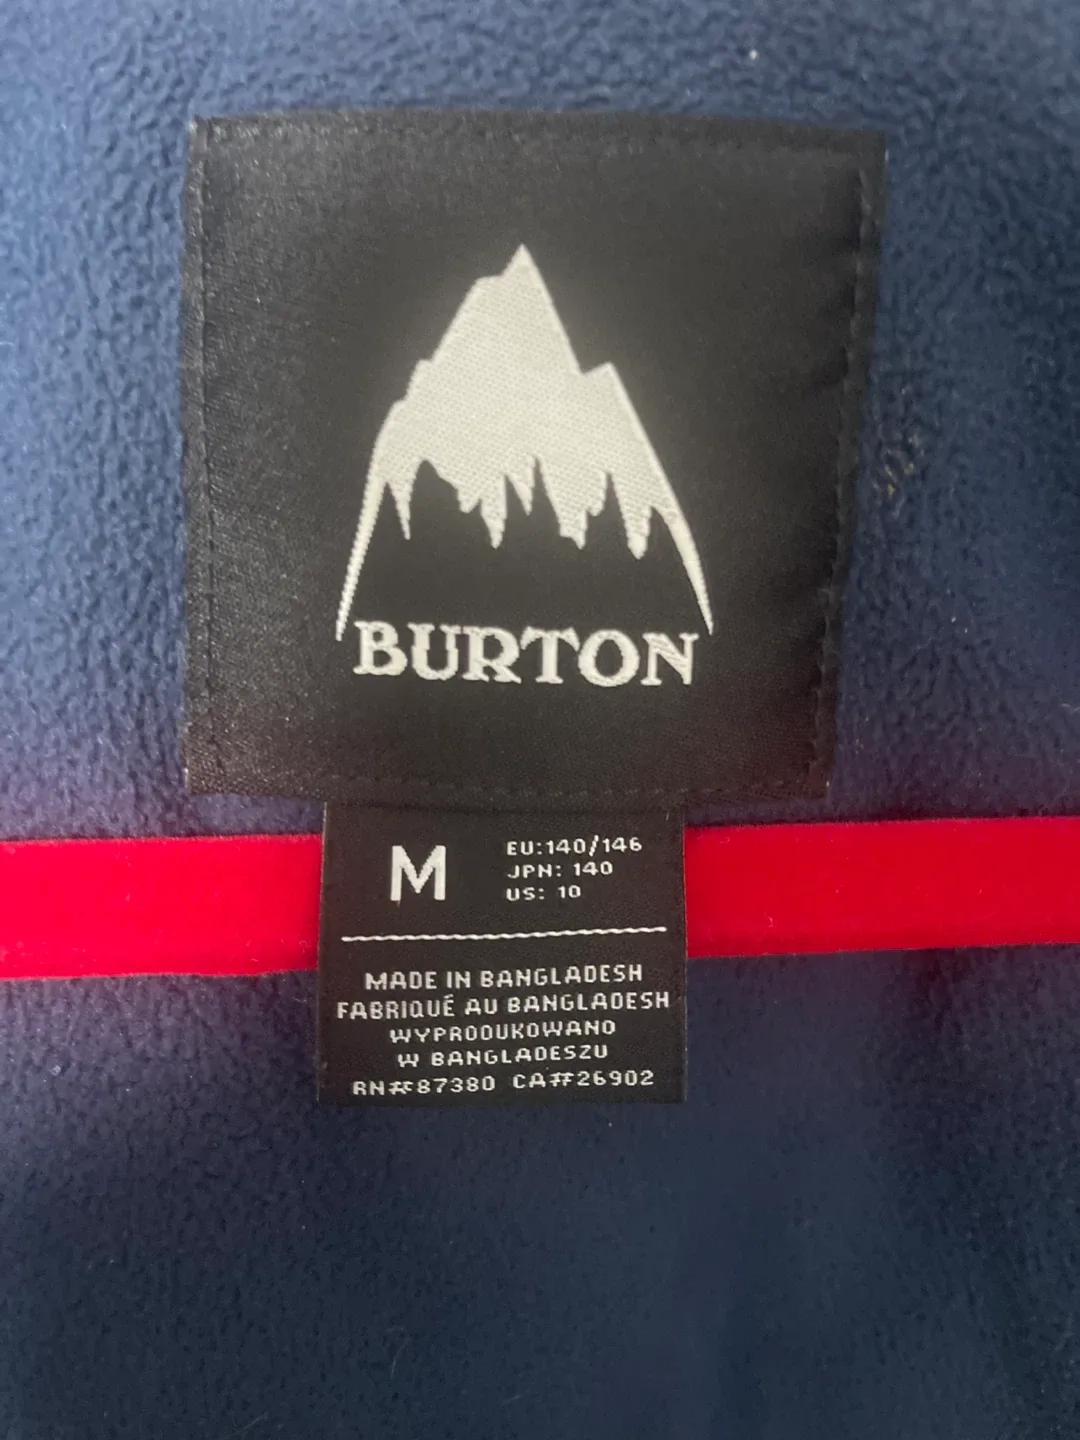 BURTON
M
EU:140/146
JPN: 140
US: 10
MADE IN BANGLADESH
FABRIQUÉ AU BANGLADESH
WYPRODUKOWANO
W BANGLADESZU
RN#87380 CA#26902